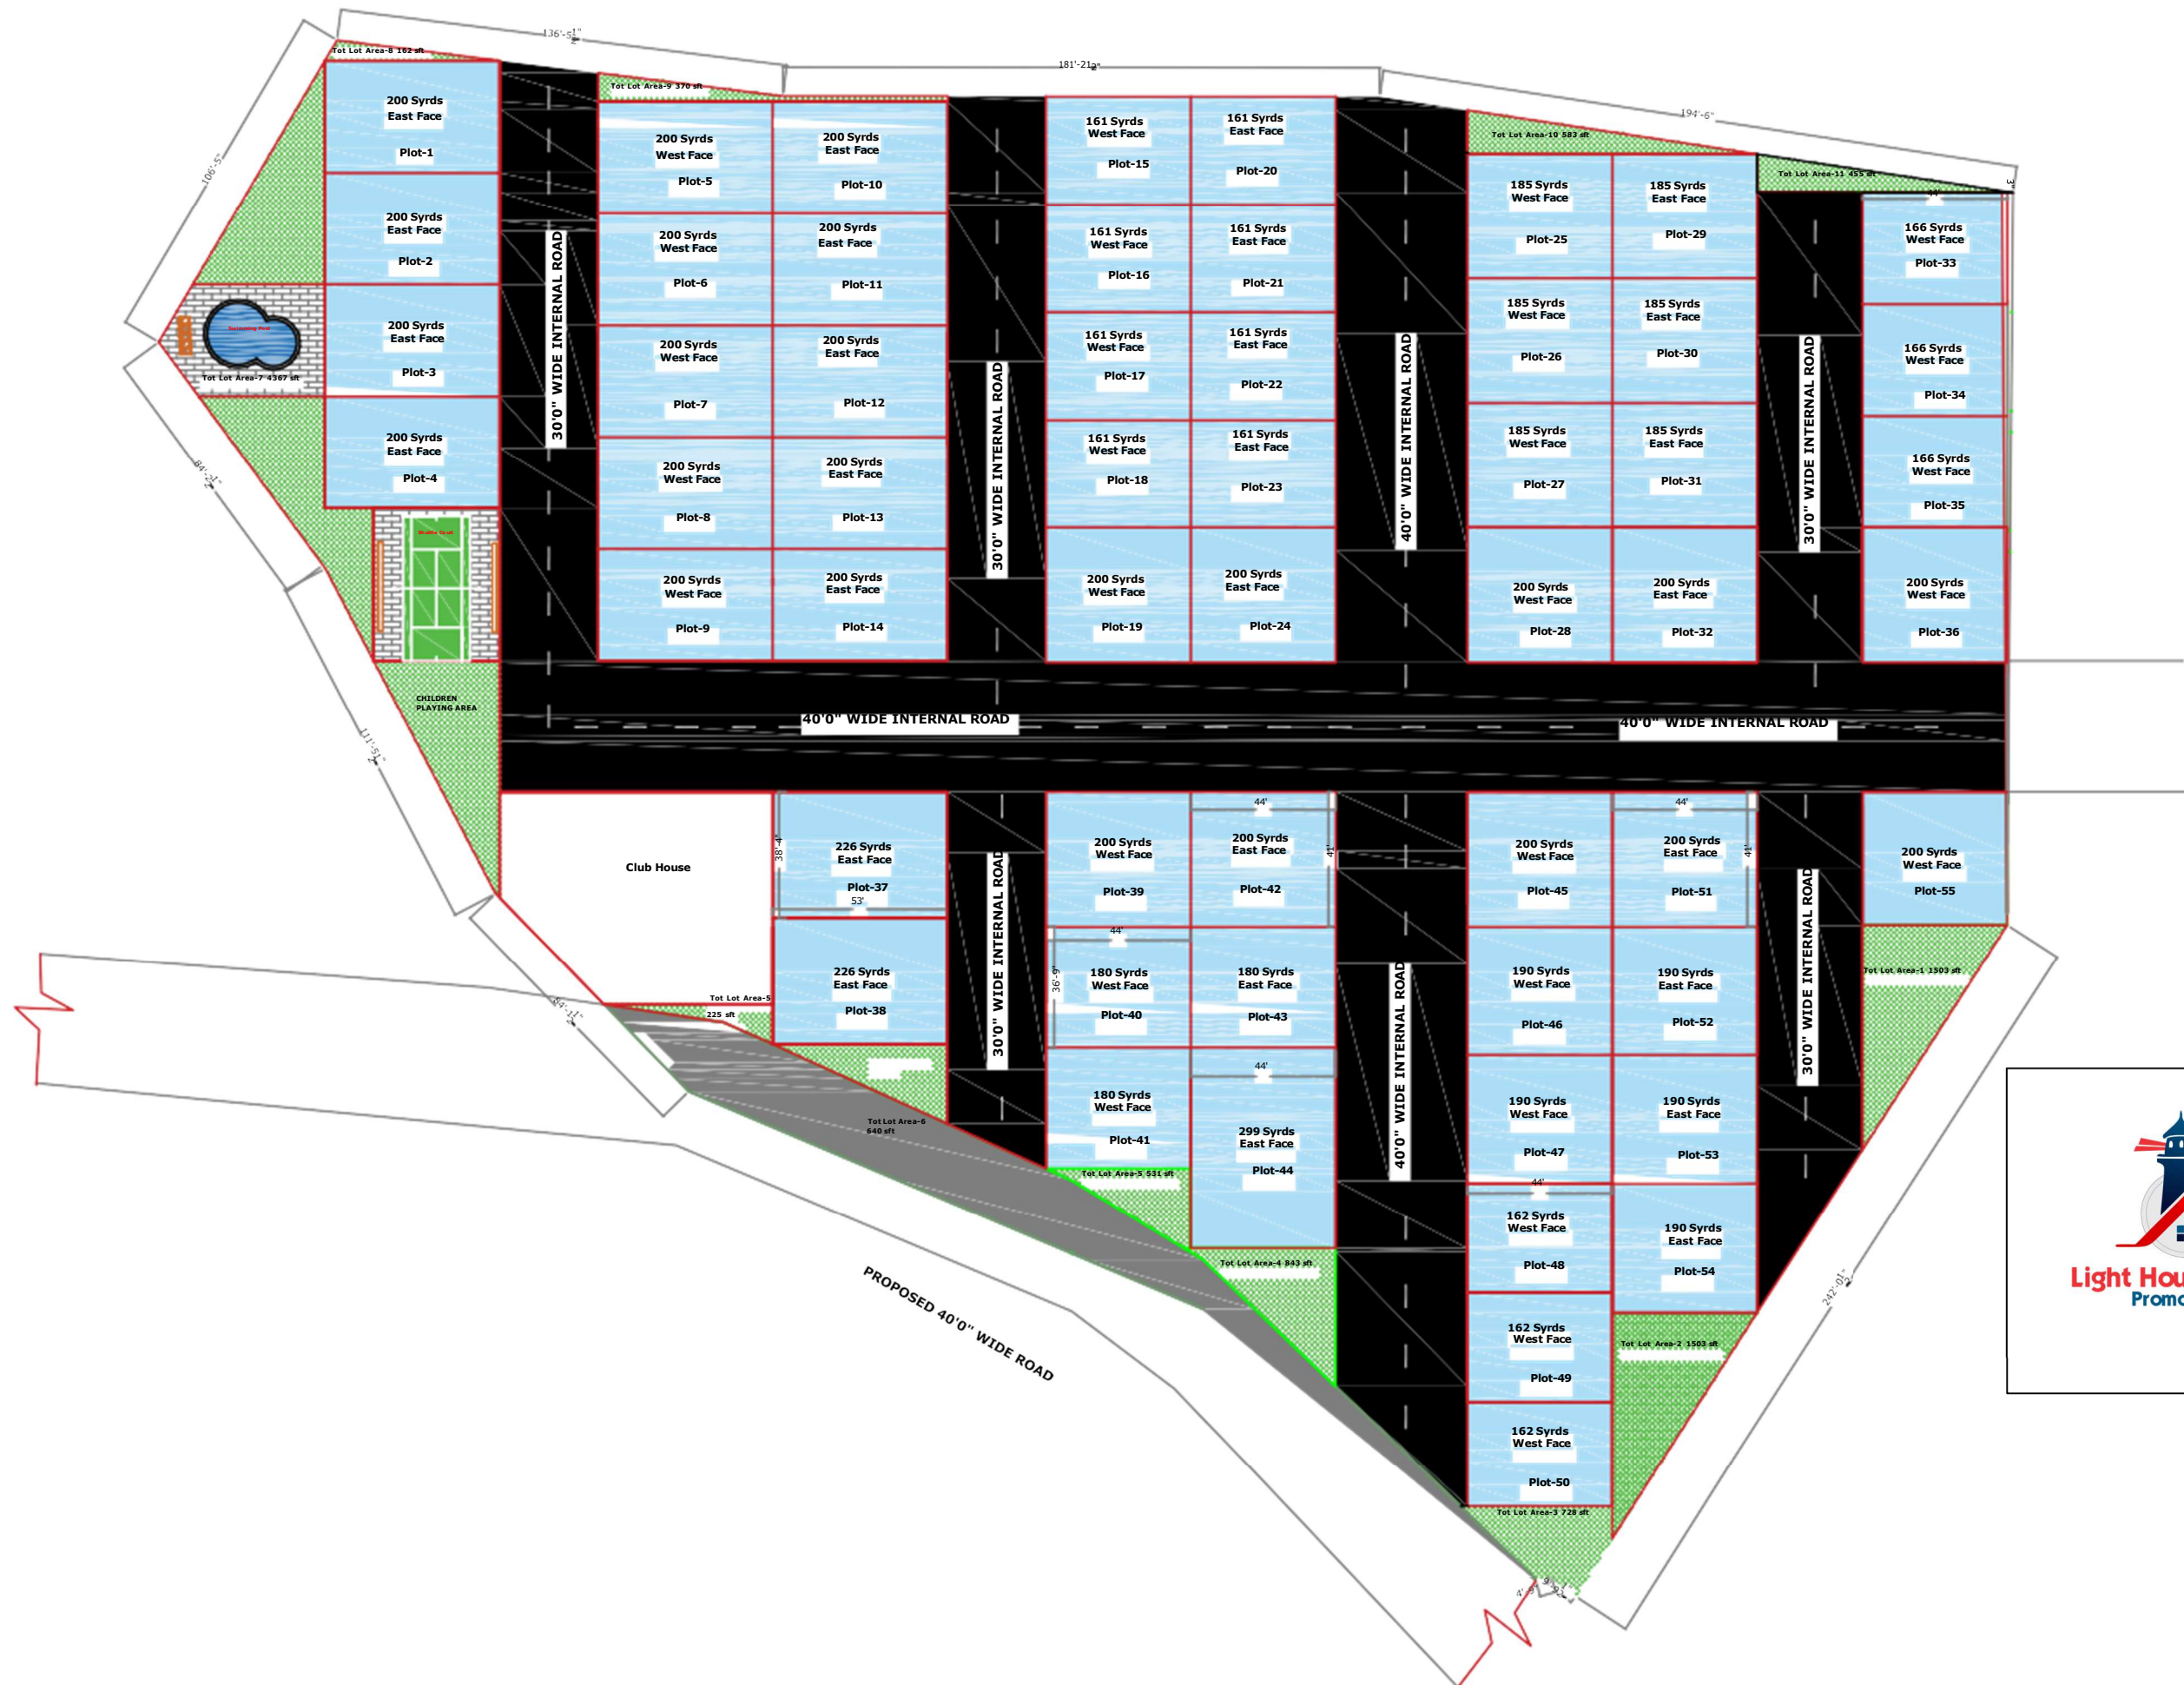 136'-5½"
181'-2½"
194'-6"
106'-5"
84'-2½"
111'-5½"
84'-1½"
242'-0½"
Tot Lot Area-8 162 sft
200 Syrds
East Face
Plot-1
200 Syrds
East Face
Plot-2
200 Syrds
East Face
Plot-3
200 Syrds
East Face
Plot-4
Swimming Pool
Tot Lot Area-7 4367 sft
Shuttle Court
CHILDREN
PLAYING AREA
30'0" WIDE INTERNAL ROAD
Tot Lot Area-9 370 sft
200 Syrds
West Face
Plot-5
200 Syrds
West Face
Plot-6
200 Syrds
West Face
Plot-7
200 Syrds
West Face
Plot-8
200 Syrds
West Face
Plot-9
200 Syrds
East Face
Plot-10
200 Syrds
East Face
Plot-11
200 Syrds
East Face
Plot-12
200 Syrds
East Face
Plot-13
200 Syrds
East Face
Plot-14
30'0" WIDE INTERNAL ROAD
161 Syrds
West Face
Plot-15
161 Syrds
West Face
Plot-16
161 Syrds
West Face
Plot-17
161 Syrds
West Face
Plot-18
200 Syrds
West Face
Plot-19
161 Syrds
East Face
Plot-20
161 Syrds
East Face
Plot-21
161 Syrds
East Face
Plot-22
161 Syrds
East Face
Plot-23
200 Syrds
East Face
Plot-24
40'0" WIDE INTERNAL ROAD
Tot Lot Area-10 583 sft
185 Syrds
West Face
Plot-25
185 Syrds
West Face
Plot-26
185 Syrds
West Face
Plot-27
200 Syrds
West Face
Plot-28
185 Syrds
East Face
Plot-29
185 Syrds
East Face
Plot-30
185 Syrds
East Face
Plot-31
200 Syrds
East Face
Plot-32
30'0" WIDE INTERNAL ROAD
Tot Lot Area-11 455 sft
44'
3"
166 Syrds
West Face
Plot-33
166 Syrds
West Face
Plot-34
166 Syrds
West Face
Plot-35
200 Syrds
West Face
Plot-36
40'0" WIDE INTERNAL ROAD
40'0" WIDE INTERNAL ROAD
Club House
38'-4"
226 Syrds
East Face
Plot-37
53'
226 Syrds
East Face
Plot-38
Tot Lot Area-5
225 sft
Tot Lot Area-6
640 sft
30'0" WIDE INTERNAL ROAD
200 Syrds
West Face
Plot-39
44'
36'-9"
180 Syrds
West Face
Plot-40
180 Syrds
West Face
Plot-41
Tot Lot Area-5 531 sft
44'
41'
200 Syrds
East Face
Plot-42
180 Syrds
East Face
Plot-43
44'
299 Syrds
East Face
Plot-44
Tot Lot Area-4 843 sft
40'0" WIDE INTERNAL ROAD
200 Syrds
West Face
Plot-45
190 Syrds
West Face
Plot-46
190 Syrds
West Face
Plot-47
44'
162 Syrds
West Face
Plot-48
162 Syrds
West Face
Plot-49
162 Syrds
West Face
Plot-50
Tot Lot Area-3 728 sft
44'
41'
200 Syrds
East Face
Plot-51
190 Syrds
East Face
Plot-52
190 Syrds
East Face
Plot-53
190 Syrds
East Face
Plot-54
Tot Lot Area-2 1503 sft
30'0" WIDE INTERNAL ROAD
200 Syrds
West Face
Plot-55
Tot Lot Area-1 1503 sft
PROPOSED 40'0" WIDE ROAD
Light Hou
Promo